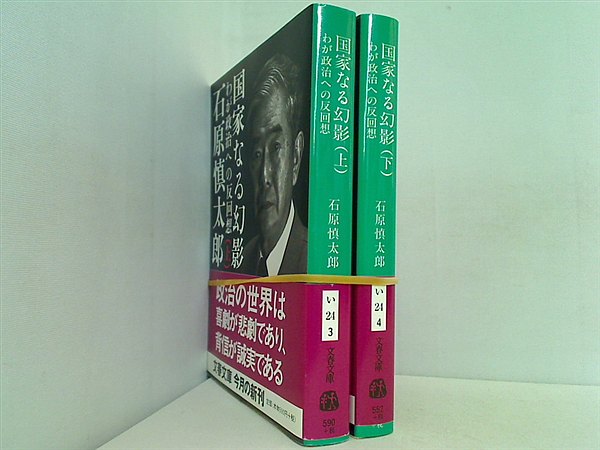 国家なる幻影
わが政治への反回想
石原慎太郎
政治の世界は
喜劇が悲劇であり、
背信が誠実である
文春文庫 今月の新刊
国家なる幻影(上)
わが政治への反回想
石原慎太郎
い
24
3
文春文庫
590
+税
国家なる幻影(下)
わが政治への反回想
石原慎太郎
い
24
4
文春文庫
552
+税